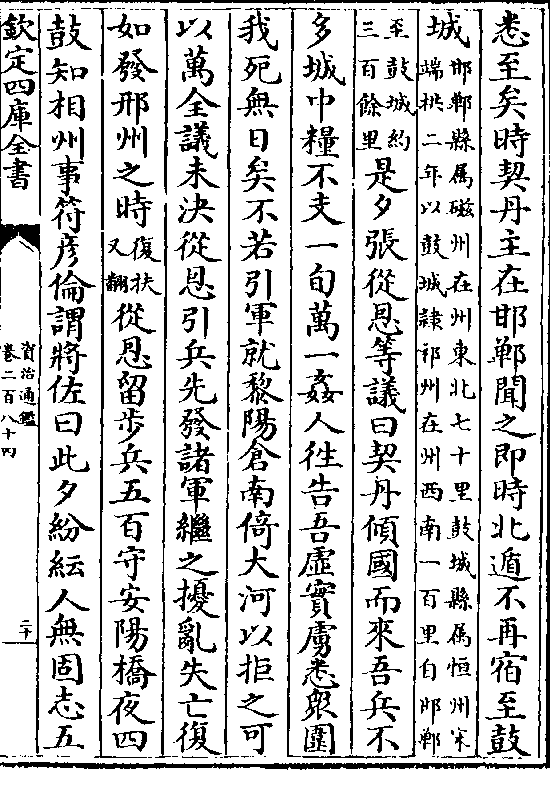 悉至矣時契丹主在邯鄲聞之即時北遁不再宿至鼓
城邯鄲縣属磁州在州東北七十里鼓城縣属恒州宋
端拱二年以鼓城隷祁州在州西南一百里自邯鄲
至鼓城約
三百餘里是夕張從恩等議曰契丹傾國而來吾兵不
多城中糧不支一旬萬一姦人徃告吾虛實虜悉衆圍
我死無日矣不若引軍就黎陽倉南倚大河以拒之可
以萬全議未決從恩引兵先發諸軍繼之擾亂失亡復
如發邢州之時復扶
又翻從恩留步兵五百守安陽橋夜四
鼓知相州事符彦倫謂將佐曰此夕紛紜人無固志五
欽定四庫全書
資治通鑑
卷二百八十四
二十